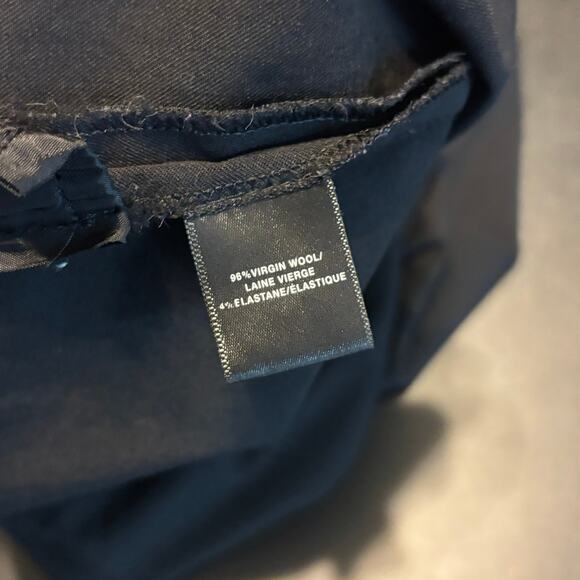 96% VIRGIN WOOL/
LAINE VIERGE
4% ELASTANE/ÉLASTIQUE